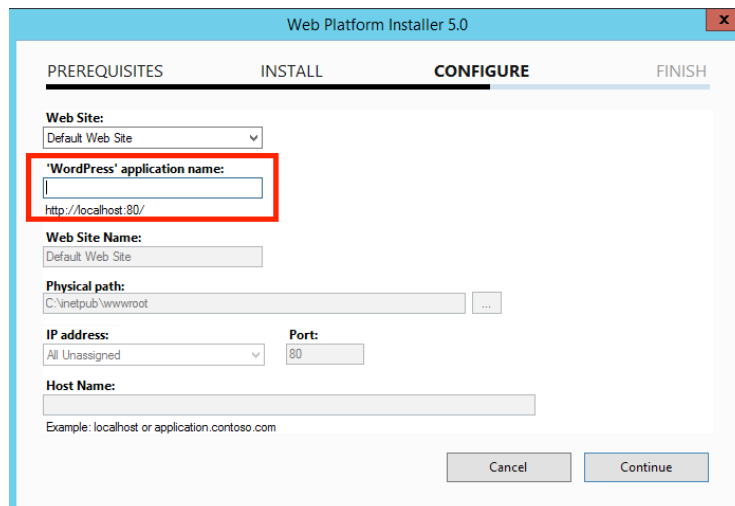 Web Platform Installer 5.0
x
PREREQUISITES INSTALL CONFIGURE FINISH
Web Site:
Default Web Site
'WordPress' application name:
http://localhost:80/
Web Site Name:
Default Web Site
Physical path:
C:\inetpub\wwwroot ...
IP address: Port:
All Unassigned 80
Host Name:
Example: localhost or application.contoso.com
Cancel Continue